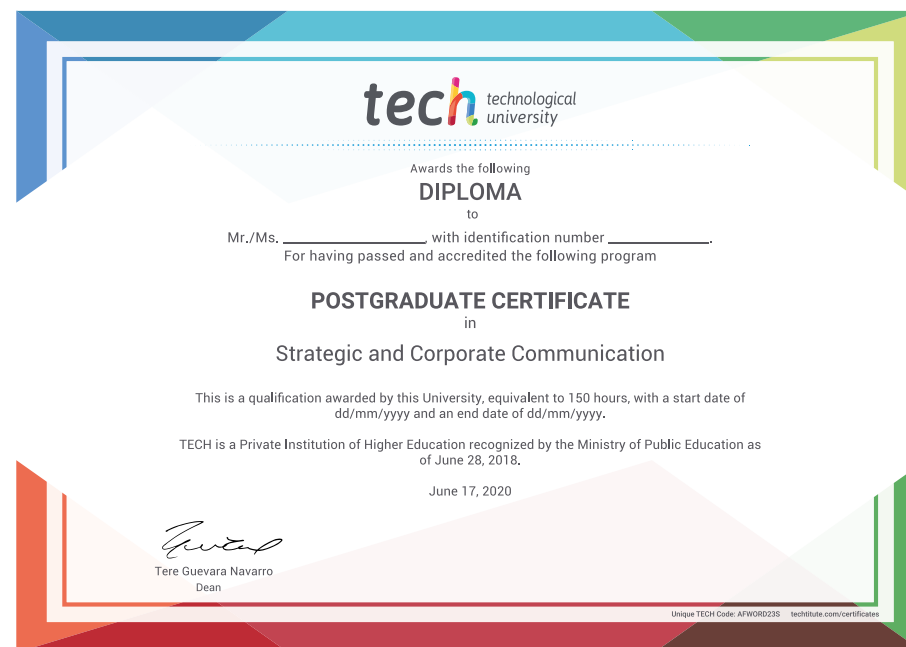 tech technological
university
Awards the following
DIPLOMA
to
Mr./Ms. ____________________, with identification number ______________.
For having passed and accredited the following program
POSTGRADUATE CERTIFICATE
in
Strategic and Corporate Communication
This is a qualification awarded by this University, equivalent to 150 hours, with a start date of
dd/mm/yyyy and an end date of dd/mm/yyyy.
TECH is a Private Institution of Higher Education recognized by the Ministry of Public Education as
of June 28, 2018.
June 17, 2020
Tere Guevara Navarro
Dean
Unique TECH Code: AFWORD23S techtitute.com/certificates